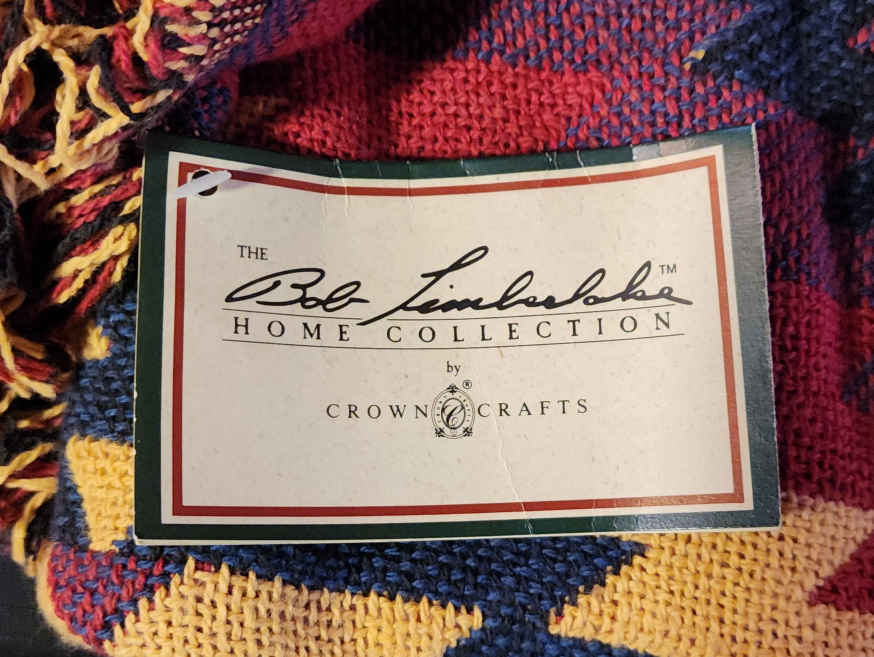 THE
Bob Timberlake™
HOME COLLECTION
by
CROWN C® CRAFTS